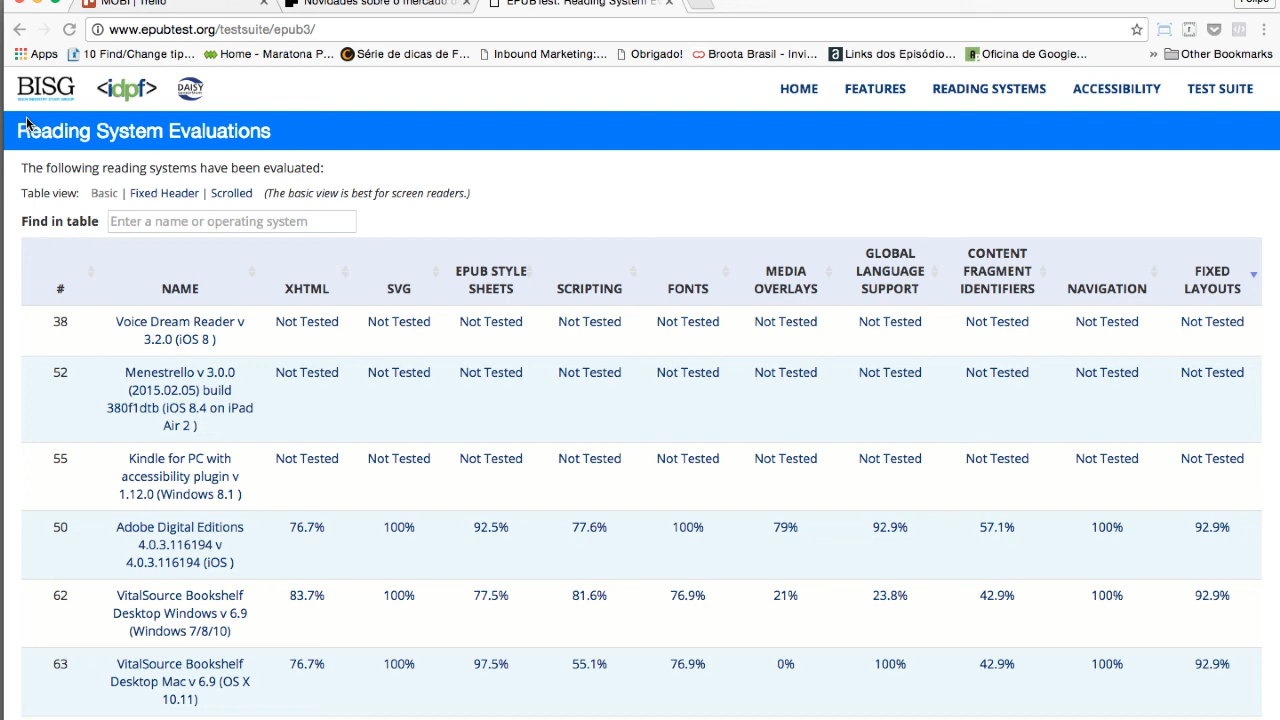 MOBI | Trello
Novidades sobre o mercado
EPUBTest: Reading System E
www.epubtest.org/testsuite/epub3/
Apps 10 Find/Change tip... Home - Maratona P... Série de dicas de F... Inbound Marketing:... Obrigado! Broota Brasil - Invi... Links dos Episódio... Oficina de Google... » Other Bookmarks
BISG <idpf> DAISY
HOME FEATURES READING SYSTEMS ACCESSIBILITY TEST SUITE
Reading System Evaluations
The following reading systems have been evaluated:
Table view: Basic | Fixed Header | Scrolled (The basic view is best for screen readers.)
Find in table Enter a name or operating system
GLOBAL CONTENT
EPUB STYLE MEDIA LANGUAGE FRAGMENT FIXED
# NAME XHTML SVG SHEETS SCRIPTING FONTS OVERLAYS SUPPORT IDENTIFIERS NAVIGATION LAYOUTS
38 Voice Dream Reader v Not Tested Not Tested Not Tested Not Tested Not Tested Not Tested Not Tested Not Tested Not Tested Not Tested
3.2.0 (iOS 8 )
52 Menestrello v 3.0.0 Not Tested Not Tested Not Tested Not Tested Not Tested Not Tested Not Tested Not Tested Not Tested Not Tested
(2015.02.05) build
380f1dtb (iOS 8.4 on iPad
Air 2 )
55 Kindle for PC with Not Tested Not Tested Not Tested Not Tested Not Tested Not Tested Not Tested Not Tested Not Tested Not Tested
accessibility plugin v
1.12.0 (Windows 8.1 )
50 Adobe Digital Editions 76.7% 100% 92.5% 77.6% 100% 79% 92.9% 57.1% 100% 92.9%
4.0.3.116194 v
4.0.3.116194 (iOS )
62 VitalSource Bookshelf 83.7% 100% 77.5% 81.6% 76.9% 21% 23.8% 42.9% 100% 92.9%
Desktop Windows v 6.9
(Windows 7/8/10)
63 VitalSource Bookshelf 76.7% 100% 97.5% 55.1% 76.9% 0% 100% 42.9% 100% 92.9%
Desktop Mac v 6.9 (OS X
10.11)